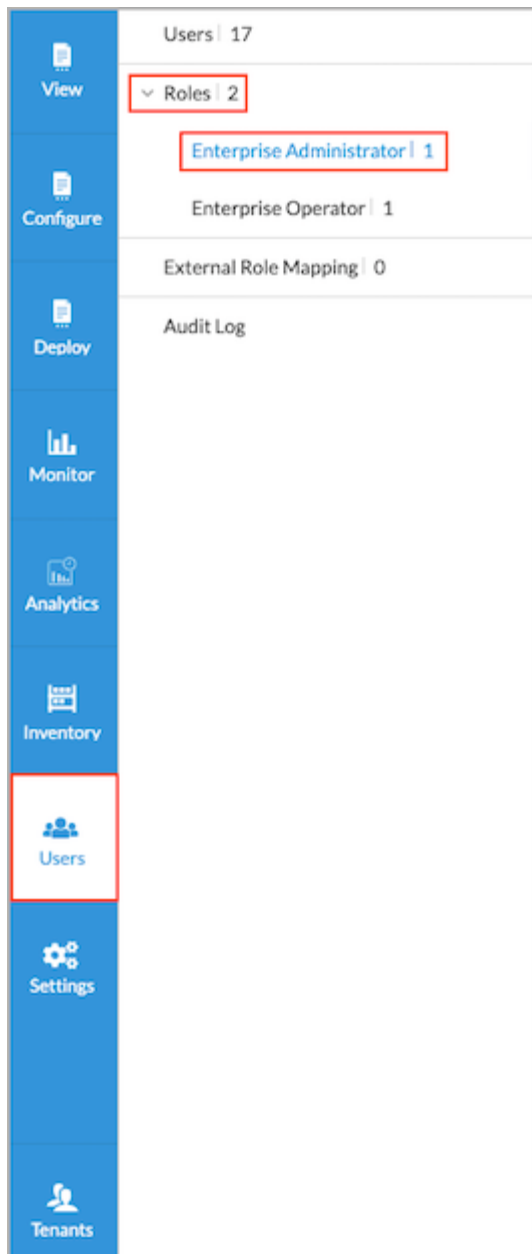 View
Configure
Deploy
Monitor
Analytics
Inventory
Users
Settings
Tenants
Users | 17
Roles | 2
Enterprise Administrator | 1
Enterprise Operator | 1
External Role Mapping | 0
Audit Log